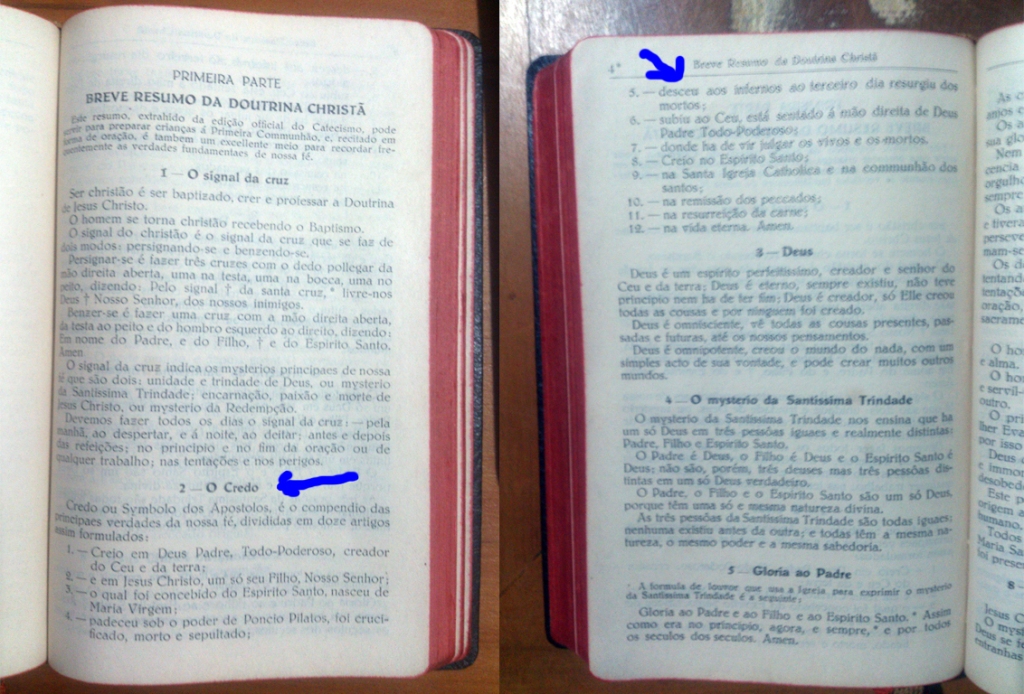 PRIMEIRA PARTE
BREVE RESUMO DA DOUTRINA CHRISTÃ
Este resumo, extrahido da edição official do Catecismo, pode
servir para preparar crianças á Primeira Communhão, e, recitado em
forma de oração, é tambem um excellente meio para recordar fre-
quentemente as verdades fundamentaes de nossa fé.
1 — O signal da cruz
Ser christão é ser baptizado, crer e professar a Doutrina
de Jesus Christo.
O homem se torna christão recebendo o Baptismo.
O signal do christão é o signal da cruz que se faz de
dois modos: persignando-se e benzendo-se.
Persignar-se é fazer três cruzes com o dedo pollegar da
mão direita aberta, uma na testa, uma na bocca, uma no
peito, dizendo: Pelo signal † da santa cruz, * livre-nos
Deus † Nosso Senhor, dos nossos inimigos.
Benzer-se é fazer uma cruz com a mão direita aberta,
da testa ao peito e do hombro esquerdo ao direito, dizendo:
Em nome do Padre, e do Filho, † e do Espirito Santo.
Amen
O signal da cruz indica os mysterios principaes de nossa
fé que são dois: unidade e trindade de Deus, ou mysterio
da Santissima Trindade; encarnação, paixão e morte de
Jesus Christo, ou mysterio da Redempção.
Devemos fazer todos os dias o signal da cruz: — pela
manhã, ao despertar, e á noite, ao deitar; antes e depois
das refeições; no principio e no fim da oração ou de
qualquer trabalho; nas tentações e nos perigos.
2 — O Credo
Credo ou Symbolo dos Apostolos, é o compendio das
principaes verdades da nossa fé, divididas em doze artigos
assim formulados:
1. — Creio em Deus Padre, Todo-Poderoso, creador
do Ceu e da terra;
2. — e em Jesus Christo, um só seu Filho, Nosso Senhor;
3. — o qual foi concebido do Espirito Santo, nasceu de
Maria Virgem;
4. — padeceu sob o poder de Poncio Pilatos, foi cruci-
ficado, morto e sepultado;
4* Breve Resumo da Doutrina Christã
5. — desceu aos infernos ao terceiro dia resurgiu dos
mortos;
6. — subiu ao Ceu, está sentado á mão direita de Deus
Padre Todo-Poderoso;
7. — donde ha de vir julgar os vivos e os mortos.
8. — Creio no Espirito Santo;
9. — na Santa Igreja Catholica e na communhão dos
santos;
10. — na remissão dos peccados;
11. — na resurreição da carne;
12. — na vida eterna. Amen.
3 — Deus
Deus é um espirito perfeitissimo, creador e senhor do
Ceu e da terra; Deus é eterno, sempre existiu, não teve
principio nem ha de ter fim; Deus é creador, só Elle creou
todas as cousas e por ninguem foi creado.
Deus é omnisciente, vê todas as cousas presentes, pas-
sadas e futuras, até os nossos pensamentos.
Deus é omnipotente, creou o mundo do nada, com um
simples acto de sua vontade, e póde crear muitos outros
mundos.
4 — O mysterio da Santissima Trindade
O mysterio da Santissima Trindade nos ensina que ha
um só Deus em três pessôas iguaes e realmente distintas:
Padre, Filho e Espirito Santo.
O Padre é Deus, o Filho é Deus e o Espirito Santo é
Deus; não são, porém, três deuses mas três pessôas dis-
tintas em um só Deus verdadeiro.
O Padre, o Filho e o Espirito Santo são um só Deus,
porque têm uma só e mesma natureza divina.
As três pessôas da Santissima Trindade são todas iguaes;
nenhuma existiu antes da outra; e todas têm a mesma na-
tureza, o mesmo poder e a mesma sabedoria.
5 — Gloria ao Padre
A formula de louvor que usa a Igreja para exprimir o mysterio
da Santissima Trindade é a seguinte:
Gloria ao Padre e ao Filho e ao Espirito Santo. * Assim
como era no principio, agora, e sempre, * e por todos
os seculos dos seculos. Amen.